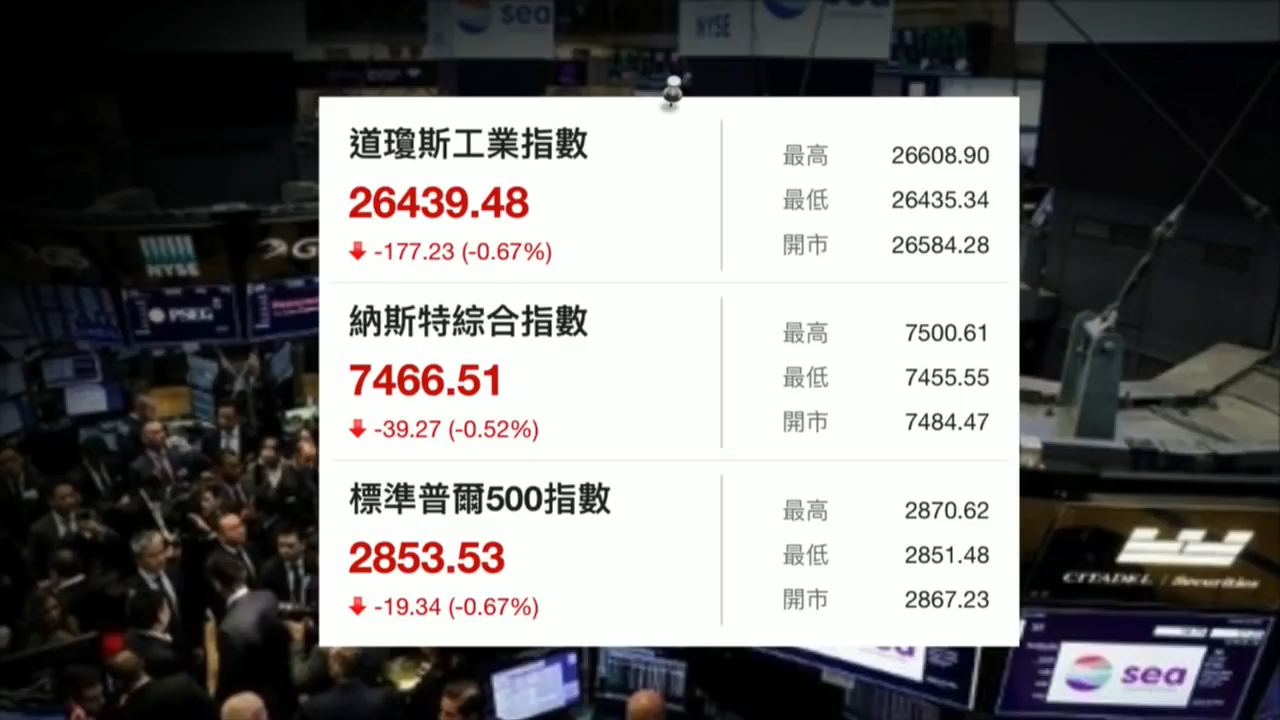 sea
NYSE
道瓊斯工業指數
26439.48
-177.23 (-0.67%)
最高 26608.90
最低 26435.34
開市 26584.28
納斯特綜合指數
7466.51
-39.27 (-0.52%)
最高 7500.61
最低 7455.55
開市 7484.47
標準普爾500指數
2853.53
-19.34 (-0.67%)
最高 2870.62
最低 2851.48
開市 2867.23
NYSE
PSEG
CITADEL / Securities
sea